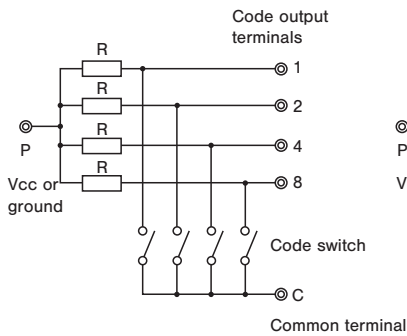 Code output
terminals
R
1
R
2
R
4
R
8
P
Vcc or
ground
Code switch
C
Common terminal
P
V